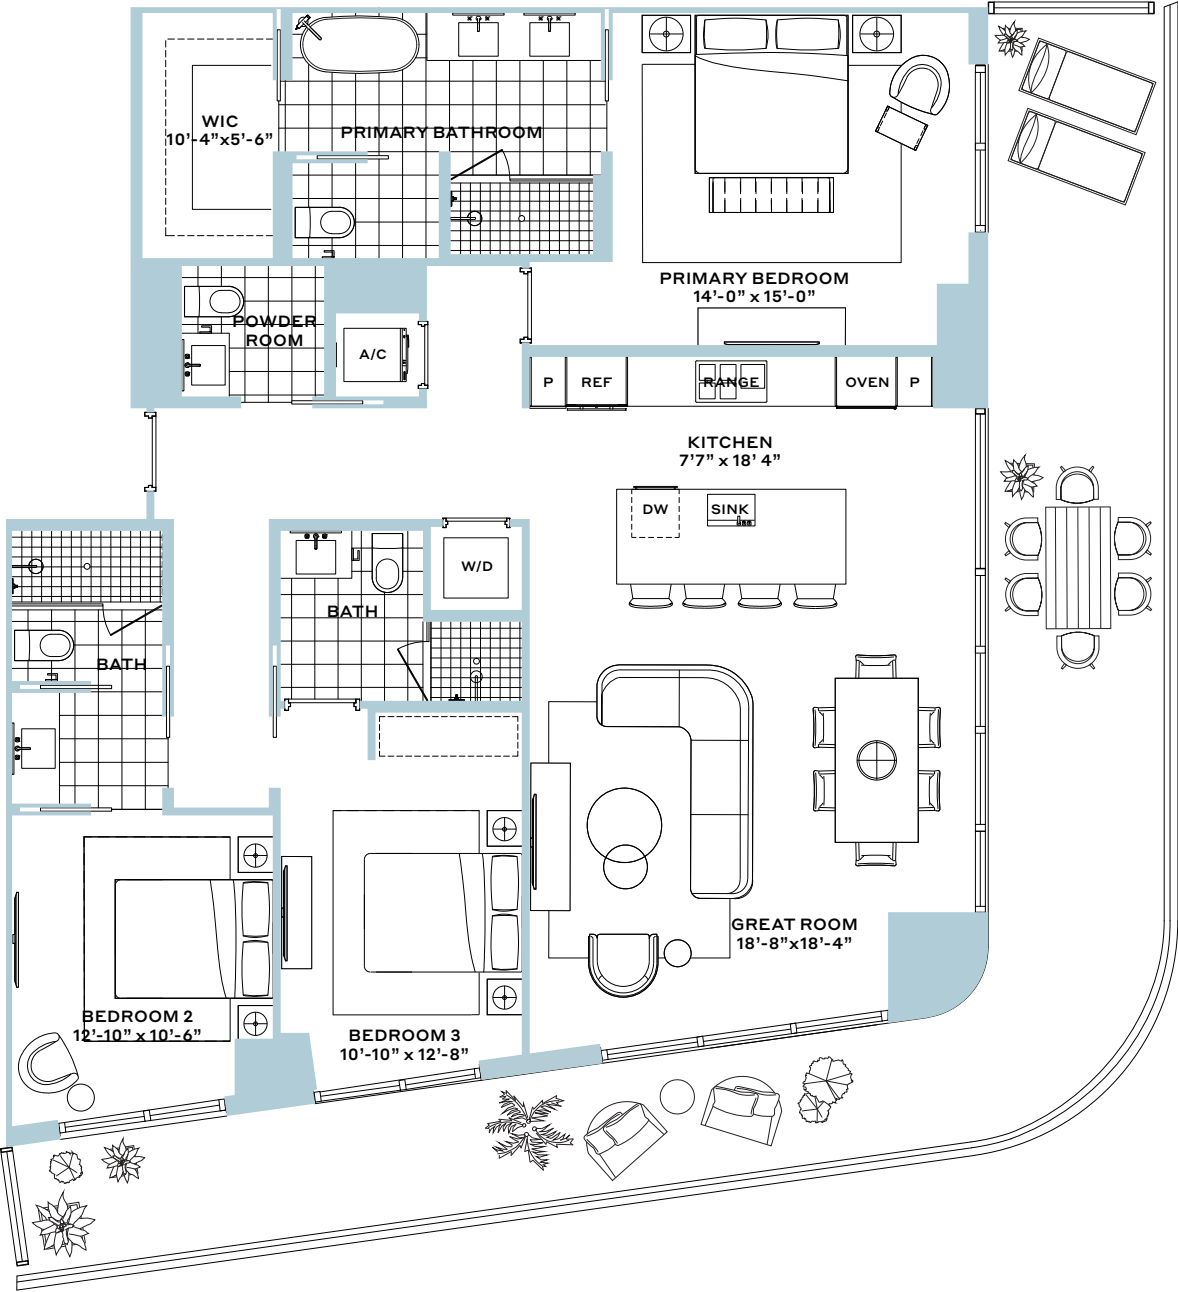 WIC
10’-4”x5’-6”
PRIMARY BATHROOM
PRIMARY BEDROOM
14’-0” x 15’-0”
POWDER
ROOM
A/C
P
REF
RANGE
OVEN
P
KITCHEN
7’7” x 18’ 4”
DW
SINK
W/D
BATH
BATH
GREAT ROOM
18’-8”x18’-4”
BEDROOM 2
12’-10” x 10’-6”
BEDROOM 3
10’-10” x 12’-8”